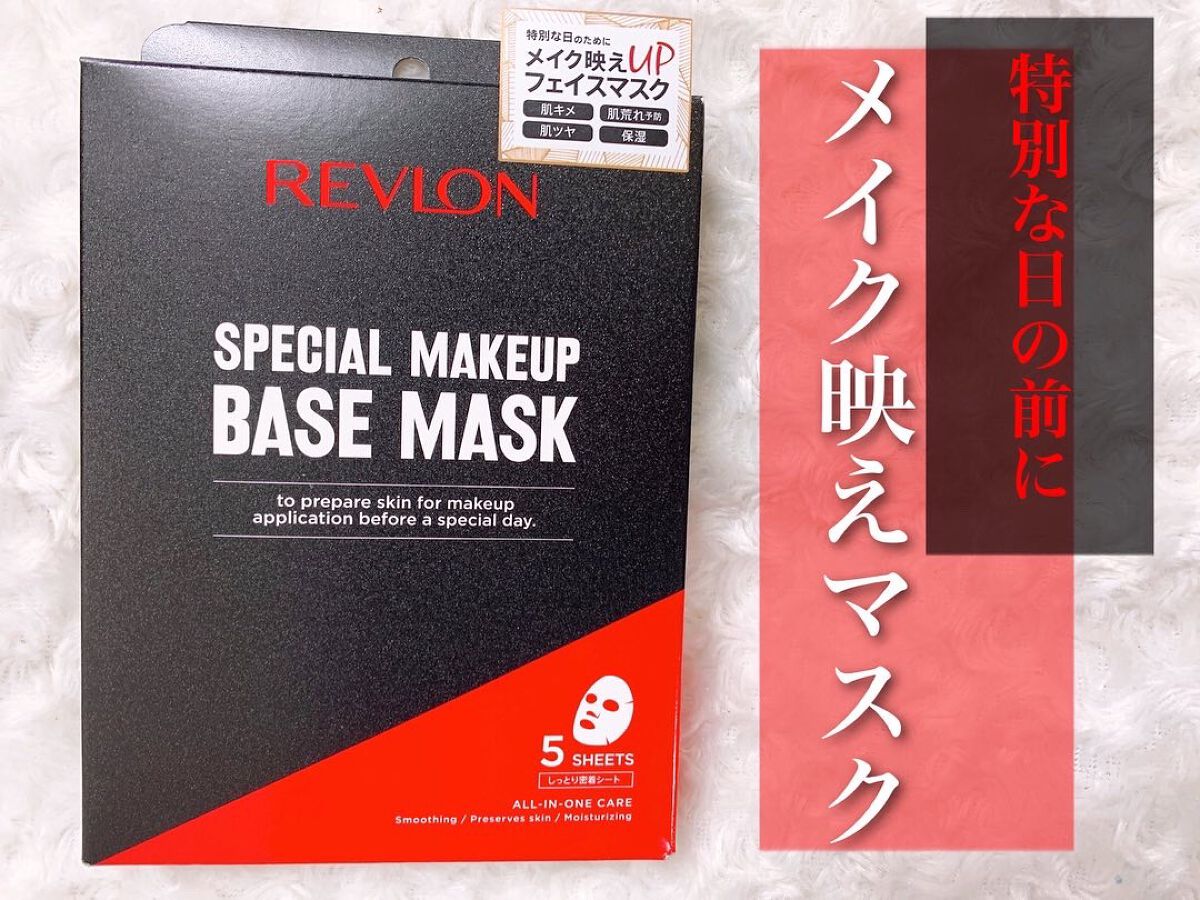 特別な日のために
メイク映えUP
フェイスマスク
肌キメ 肌荒れ予防
肌ツヤ 保湿
REVLON
SPECIAL MAKEUP
BASE MASK
to prepare skin for makeup
application before a special day.
5 SHEETS
しっとり密着シート
ALL-IN-ONE CARE
Smoothing / Preserves skin / Moisturizing
特別な日の前に
メイク映えマスク